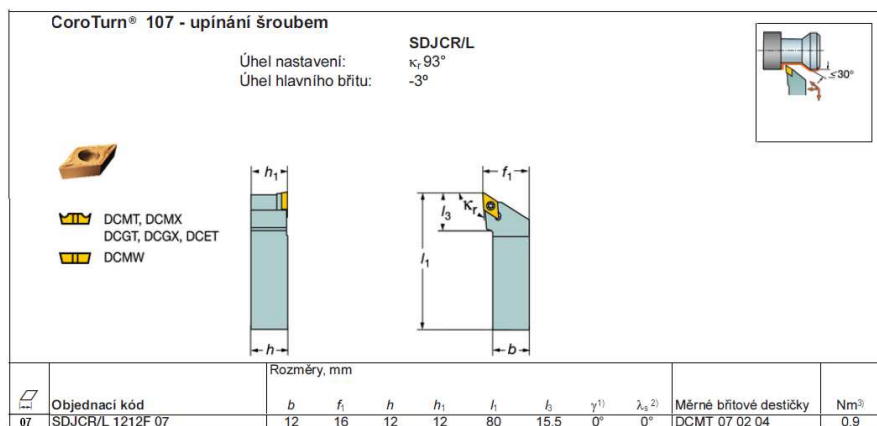 CoroTurn® 107 - upínání šroubem
SDJCR/L
Úhel nastavení: κr 93°
Úhel hlavního břitu: -3º
≤30°
h1
f1
DCMT, DCMX
DCGT, DCGX, DCET
DCMW
κr
l3
l1
h
b
Rozměry, mm
Objednací kód b f1 h h1 l1 l3 γ1) λs2) Měrné břitové destičky Nm3)
07 SDJCR/L 1212F 07 12 16 12 12 80 15.5 0° 0° DCMT 07 02 04 0.9